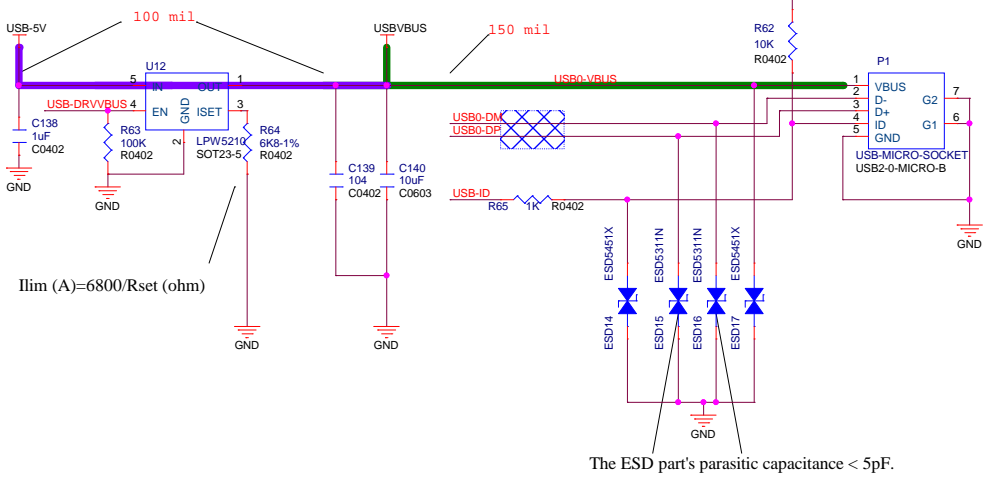 USB-5V
100 mil
USBVBUS
150 mil
R62
10K
R0402
P1
U12
5
IN
OUT
1
USB0-VBUS
1
VBUS
USB-DRVVBUS
4
EN
GND
ISET
3
2
D-
G2
7
3
D+
USB0-DM
4
ID
G1
6
USB0-DP
5
GND
C138
1uF
C0402
R63
100K
R0402
2
LPW5210
SOT23-5
R64
6K8-1%
R0402
USB-MICRO-SOCKET
USB2-0-MICRO-B
C139
104
C0402
C140
10uF
C0603
GND
GND
USB-ID
R65
1K
R0402
GND
ESD5451X
ESD5311N
ESD5311N
ESD5451X
Ilim (A)=6800/Rset (ohm)
ESD14
ESD15
ESD16
ESD17
GND
GND
GND
The ESD part's parasitic capacitance < 5pF.